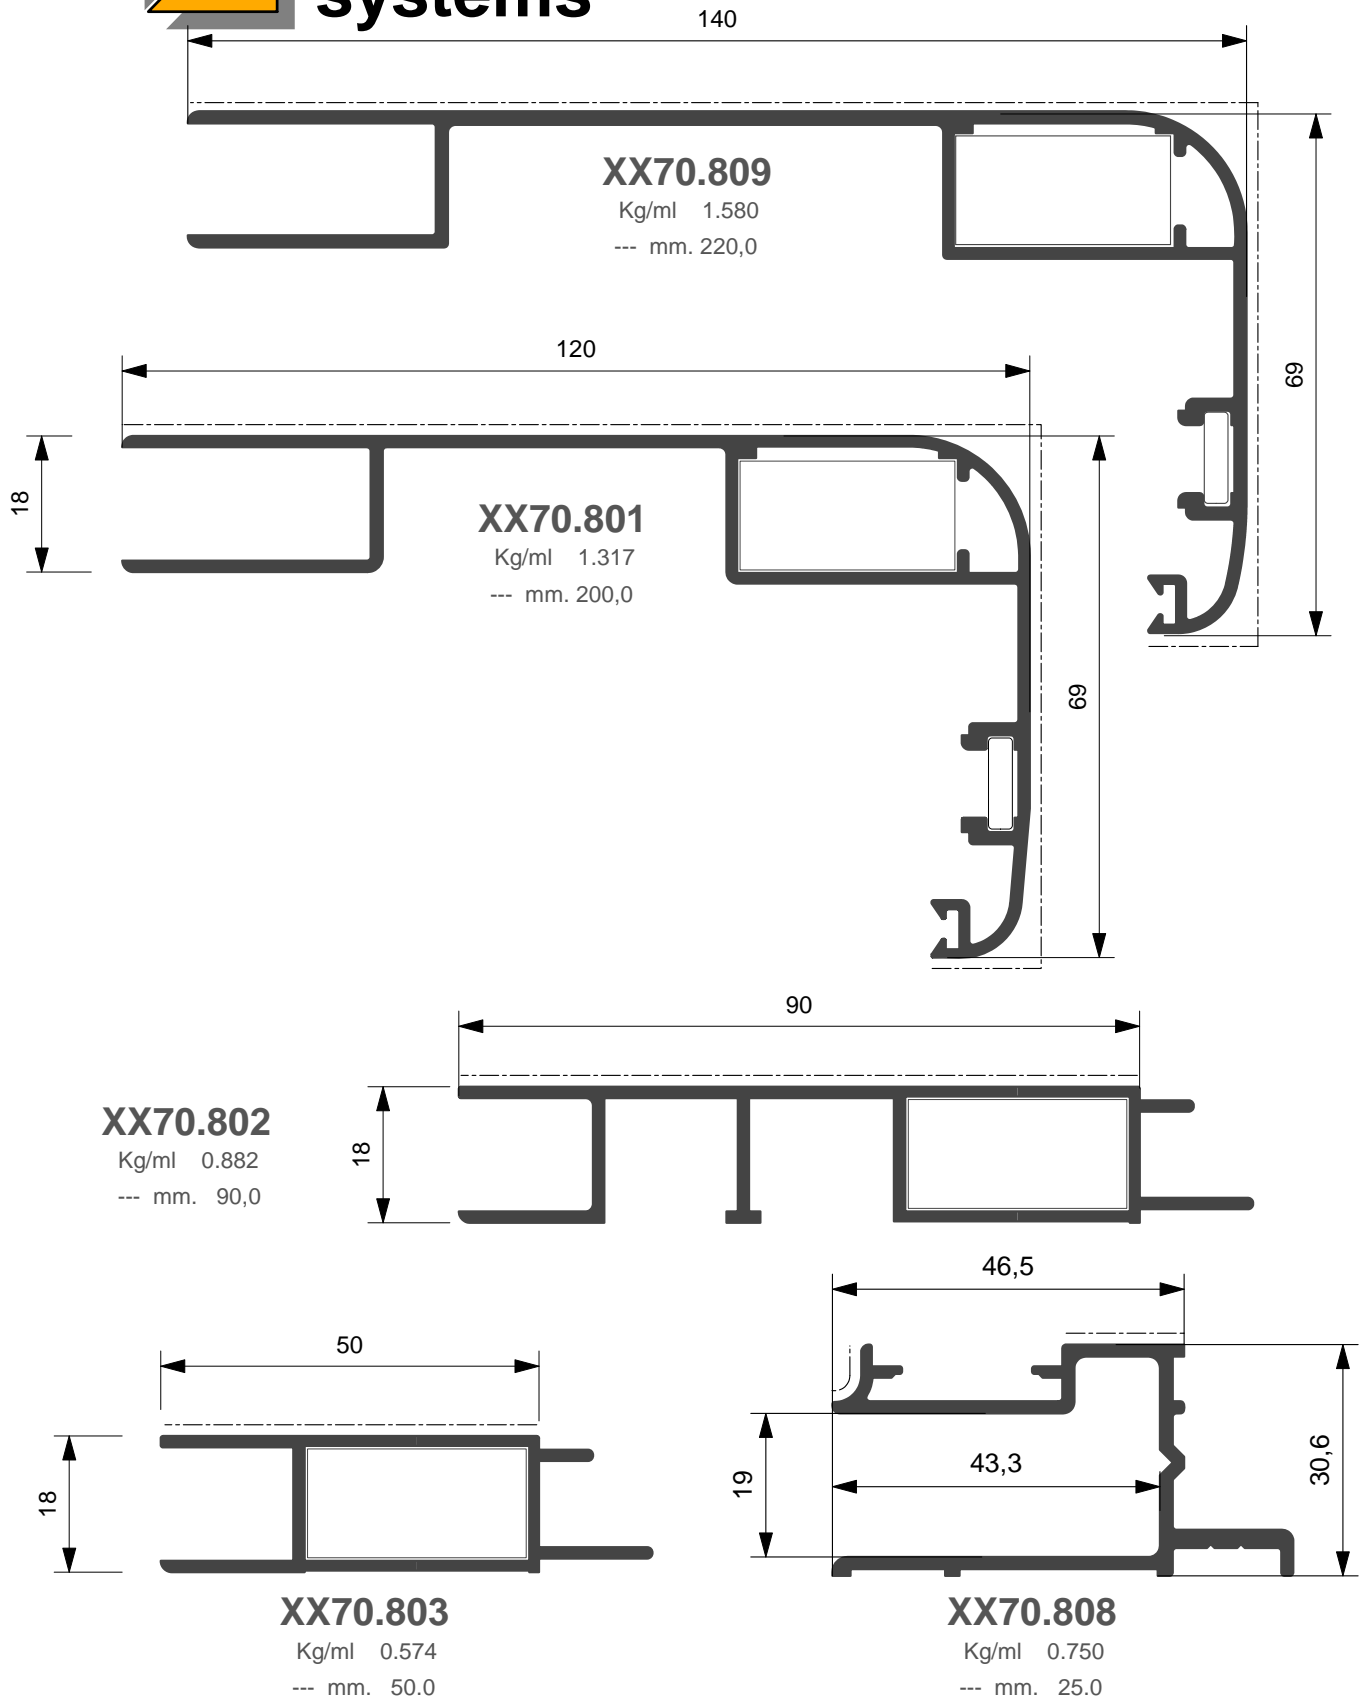 systems
140
XX70.809
Kg/ml 1.580
--- mm. 220,0
69
120
18
XX70.801
Kg/ml 1.317
--- mm. 200,0
69
90
XX70.802
Kg/ml 0.882
--- mm. 90,0
18
46,5
50
18
19
43,3
30,6
XX70.803
Kg/ml 0.574
--- mm. 50.0
XX70.808
Kg/ml 0.750
--- mm. 25.0